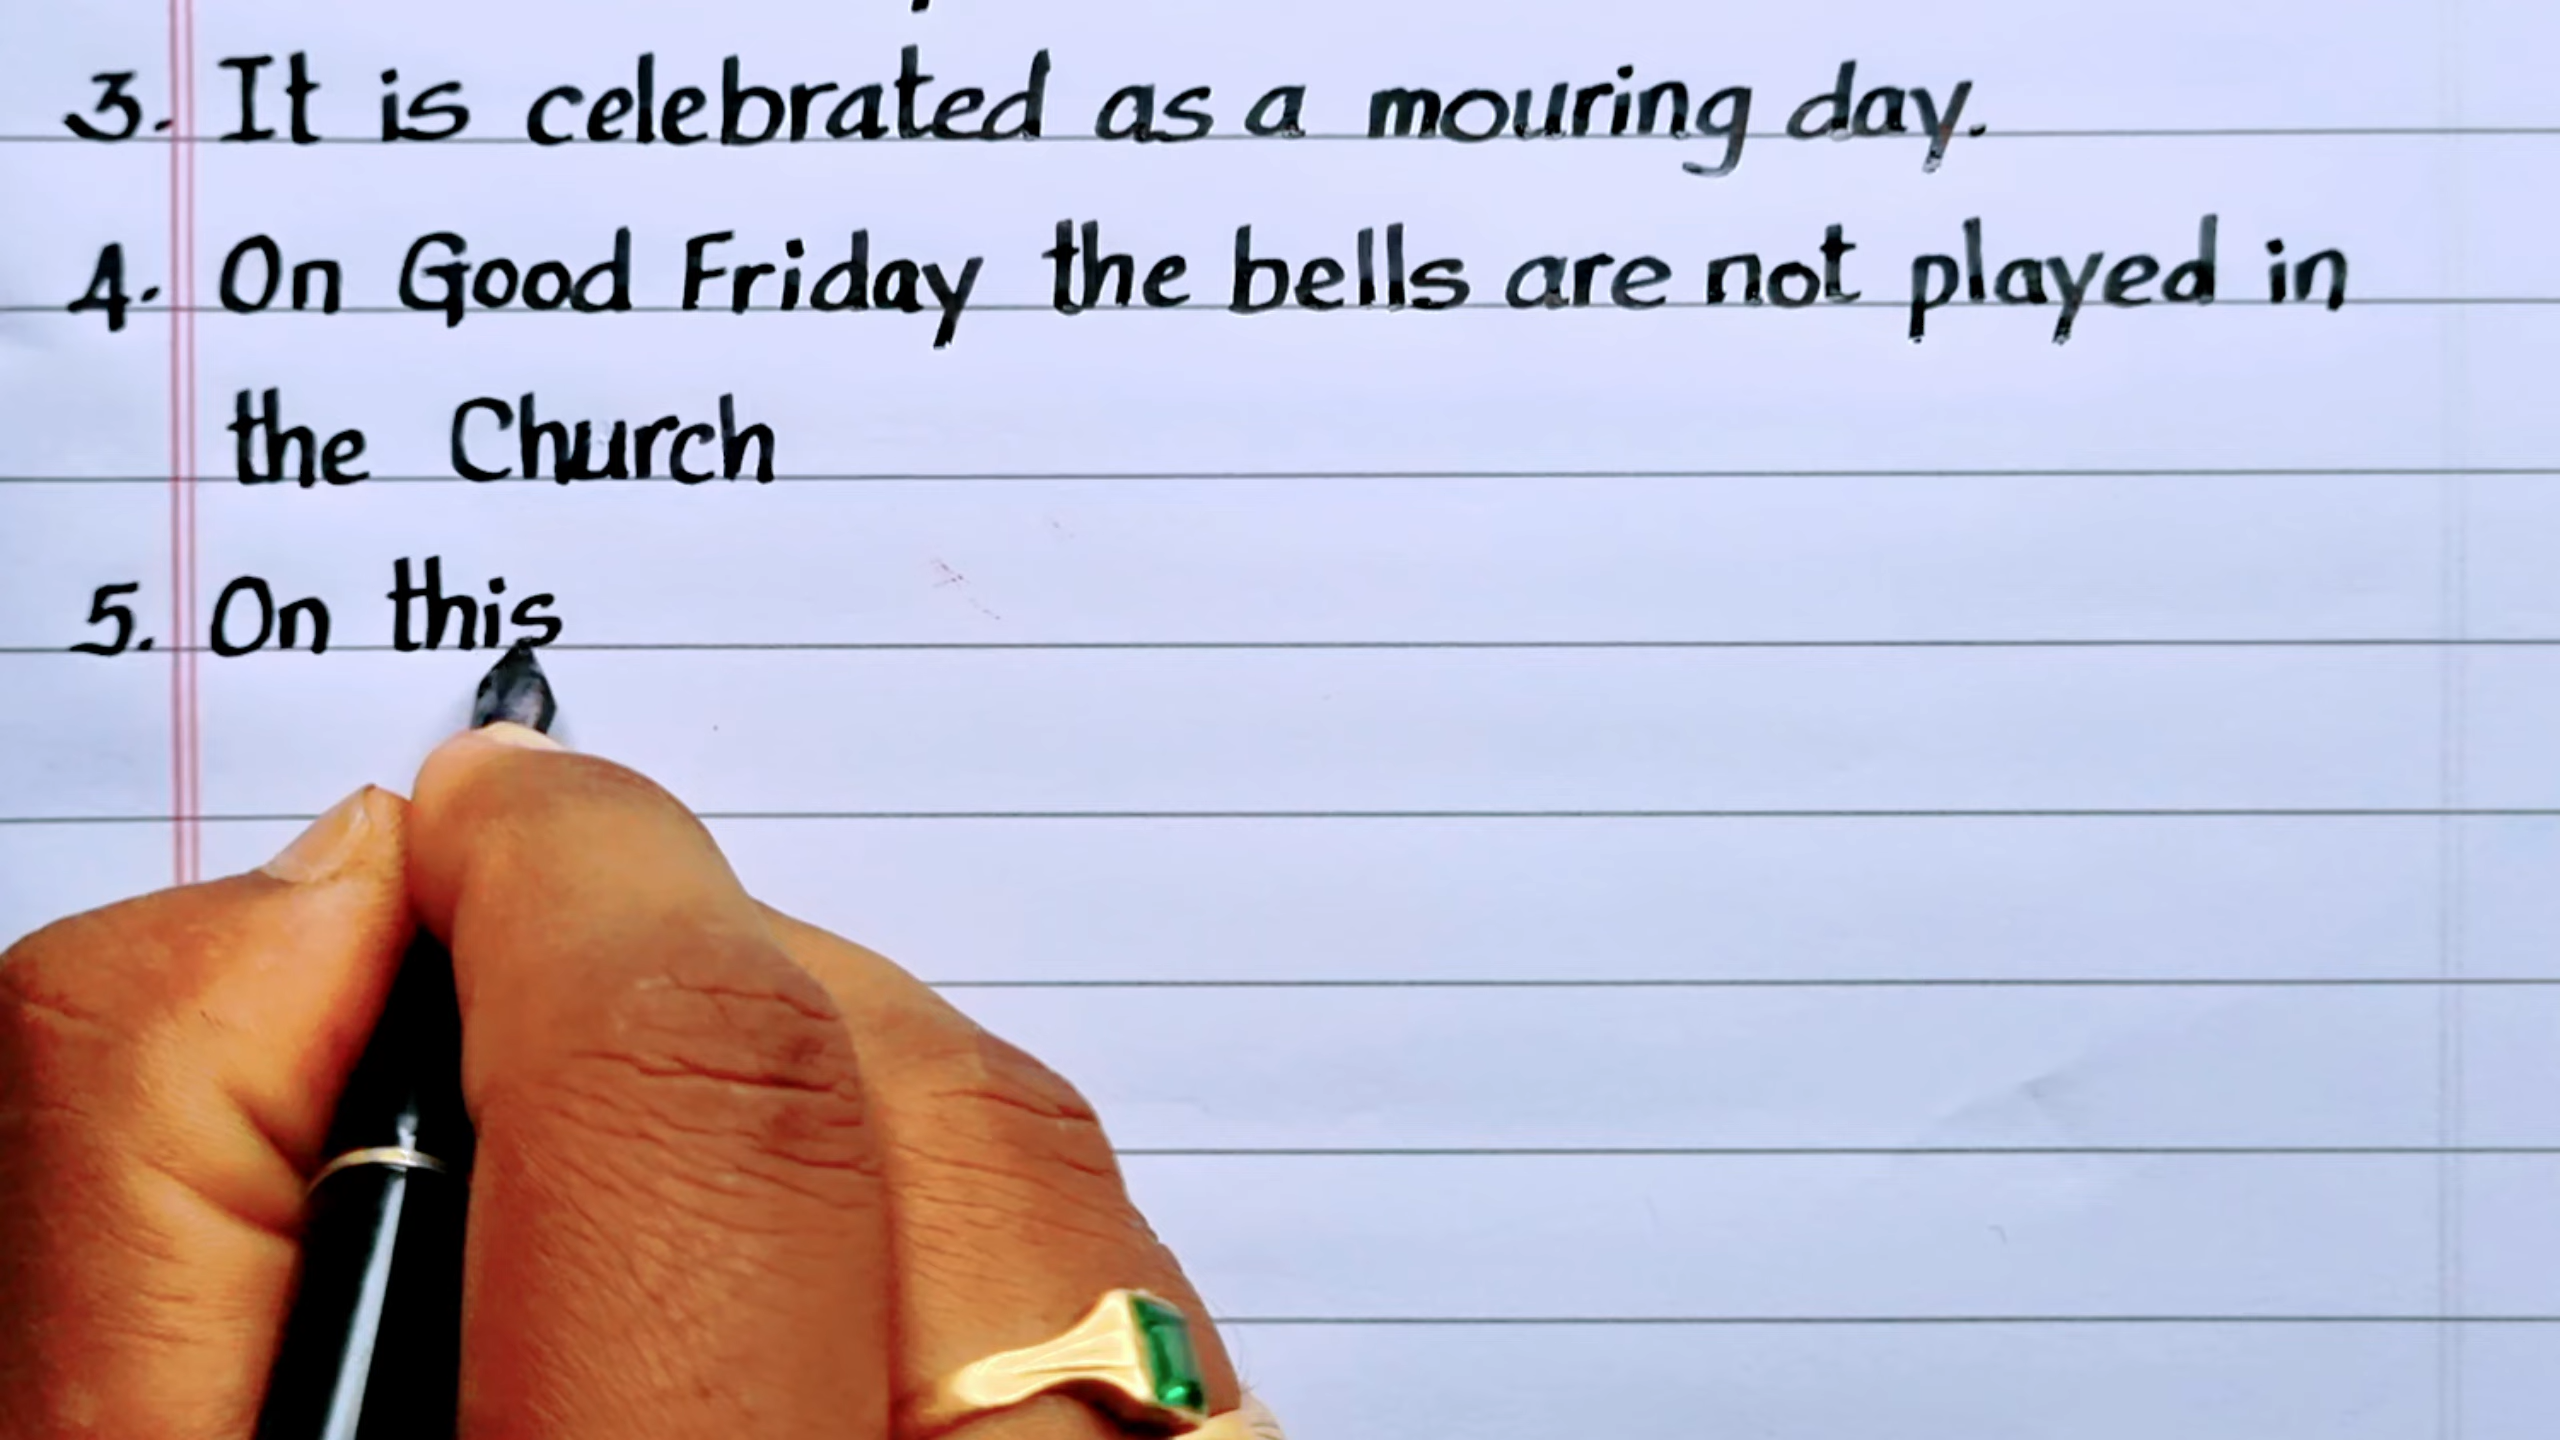 3. It is celebrated as a mouring day.
4. On Good Friday the bells are not played in
the Church
5. On this